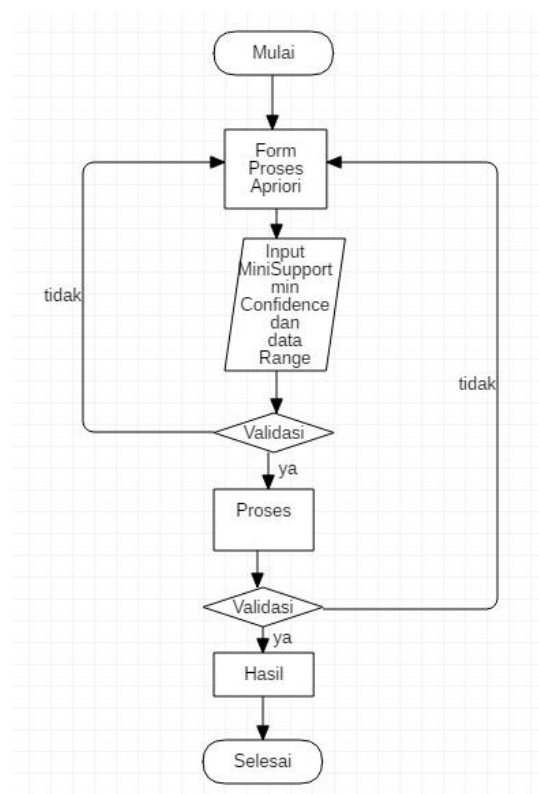 Mulai
Form
Proses
Apriori
Input
MiniSupport
min
Confidence
dan
data
Range
tidak
tidak
Validasi
ya
Proses
Validasi
ya
Hasil
Selesai